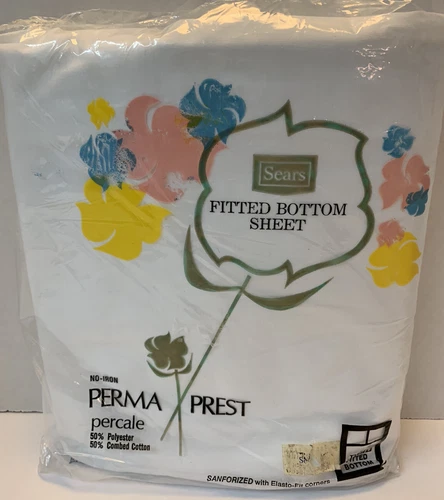 Sears
FITTED BOTTOM
SHEET
NO-IRON
PERMA PREST
percale
50% Polyester
50% Combed Cotton
FITTED
BOTTOM
SANFORIZED with Elasto-Fit corners